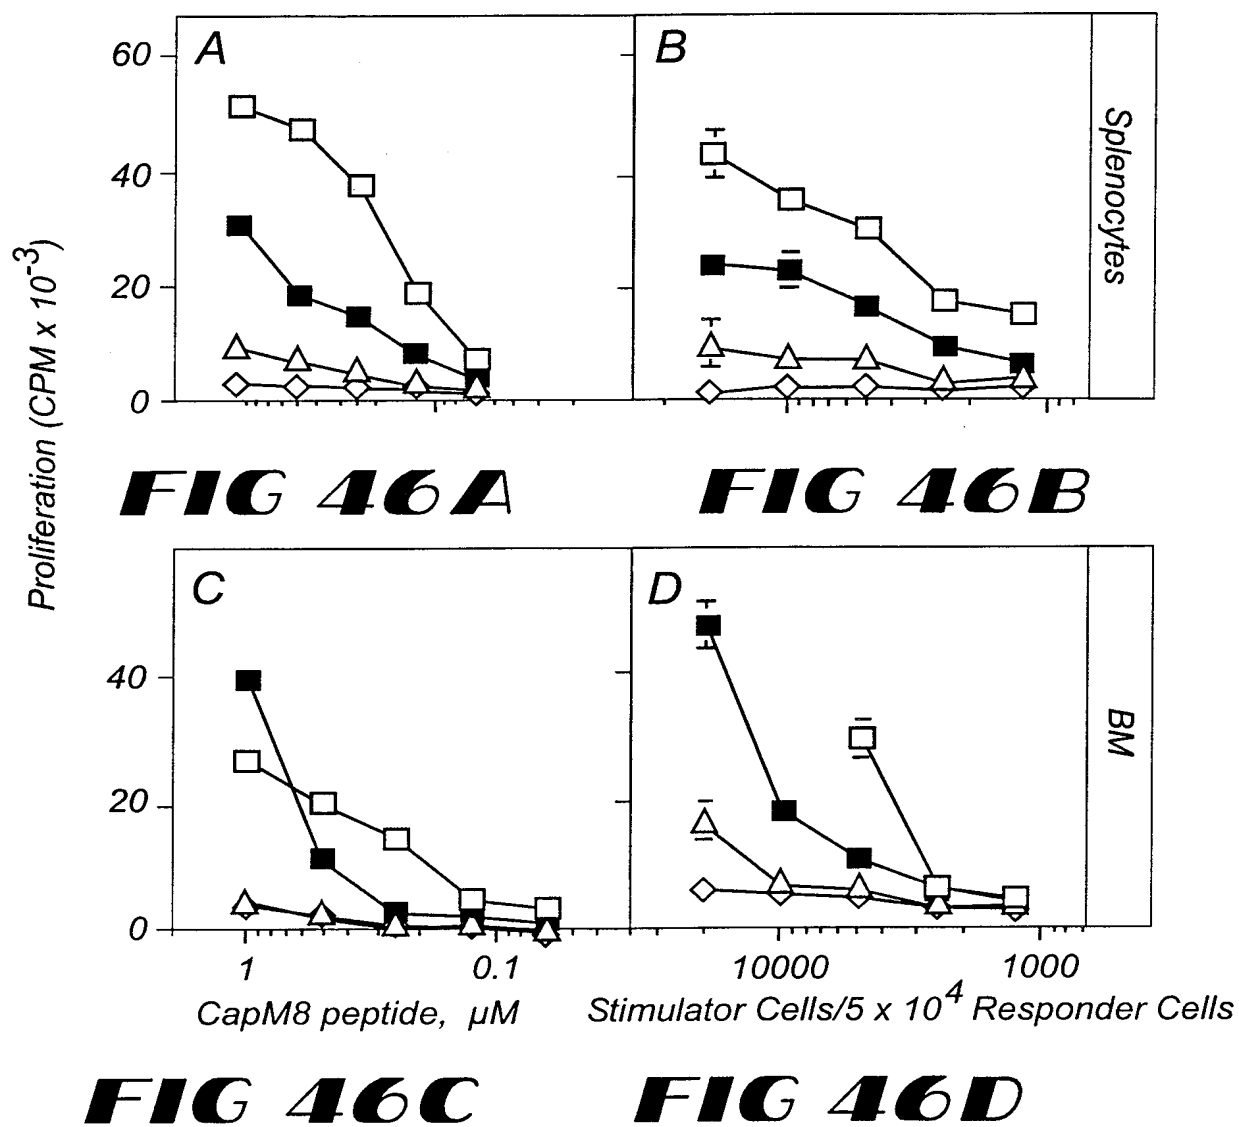 A
B
60
40
20
0
Splenocytes
Proliferation (CPM x 10⁻³)
FIG 46A
FIG 46B
C
D
40
20
0
BM
1
0.1
10000
1000
CapM8 peptide, µM
Stimulator Cells/5 x 10⁴ Responder Cells
FIG 46C
FIG 46D